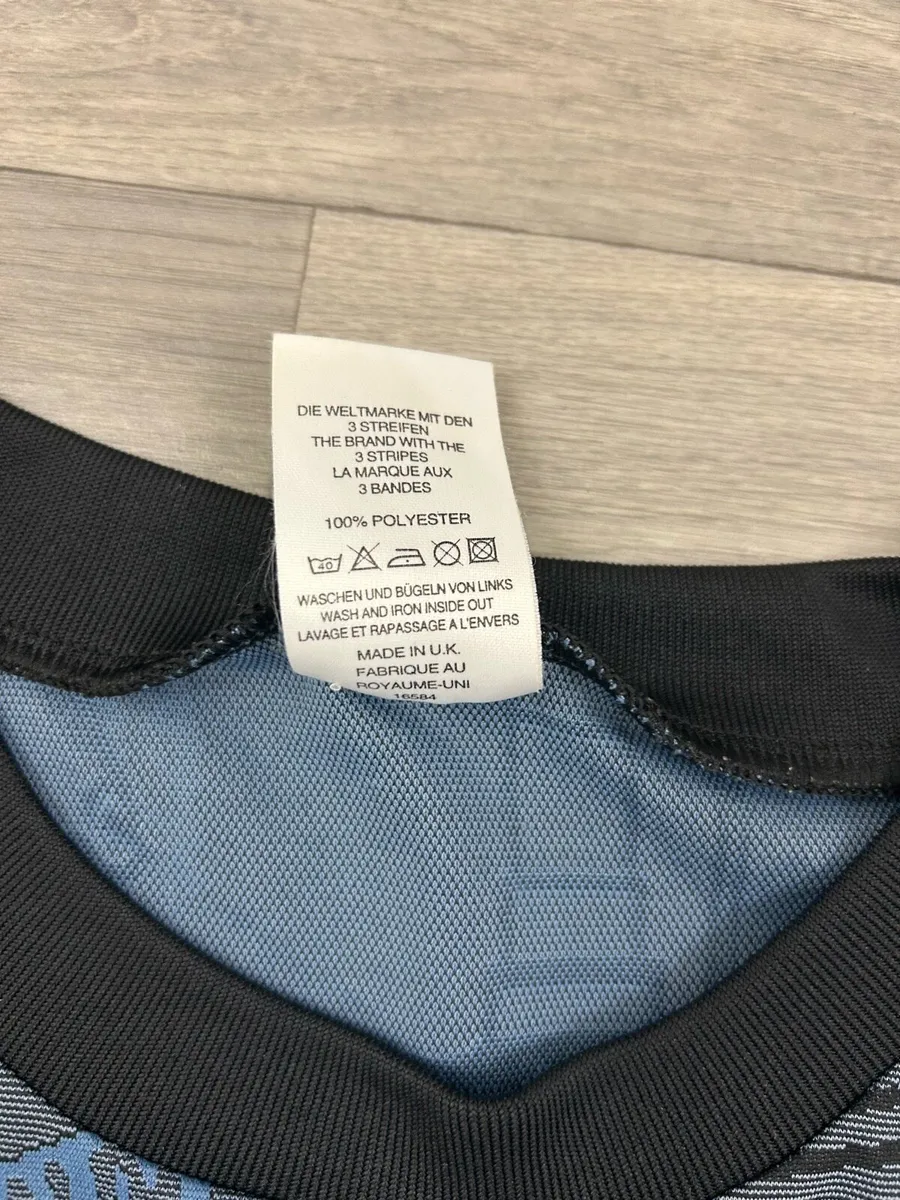 DIE WELTMARKE MIT DEN
3 STREIFEN
THE BRAND WITH THE
3 STRIPES
LA MARQUE AUX
3 BANDES
100% POLYESTER
40
WASCHEN UND BÜGELN VON LINKS
WASH AND IRON INSIDE OUT
LAVAGE ET RAPASSAGE A L'ENVERS
MADE IN U.K.
FABRIQUE AU
ROYAUME-UNI
16584